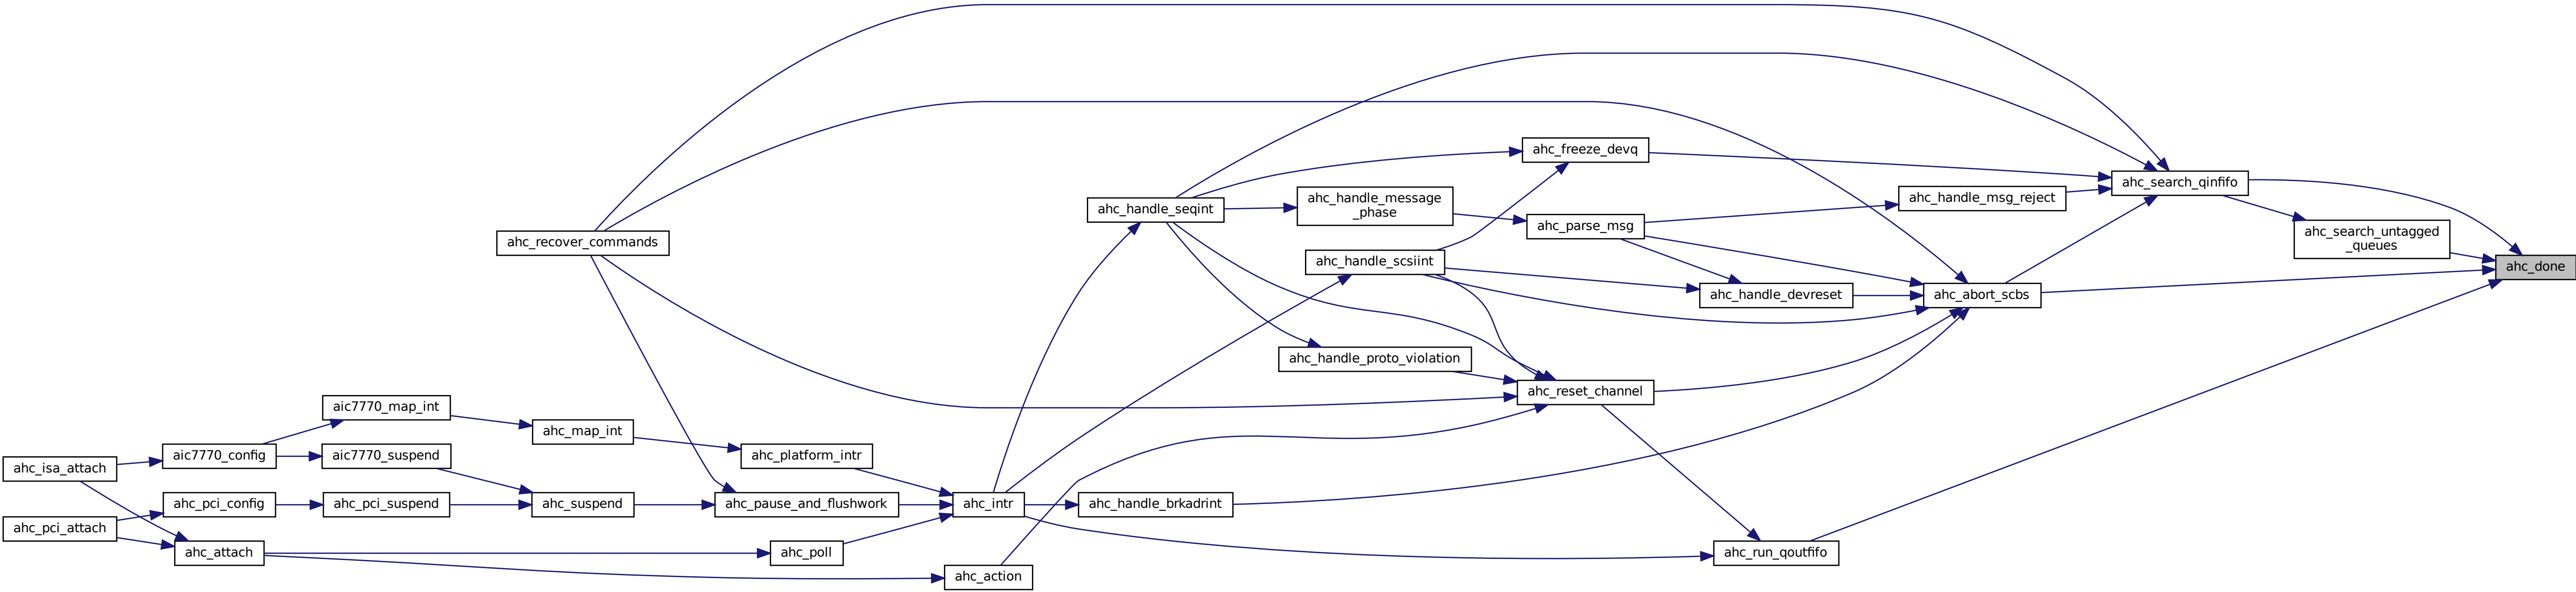 ahc_freeze_devq
ahc_search_qinfifo
ahc_handle_message
_phase
ahc_handle_msg_reject
ahc_handle_seqint
ahc_parse_msg
ahc_search_untagged
_queues
ahc_recover_commands
ahc_handle_scsiint
ahc_done
ahc_handle_devreset
ahc_abort_scbs
ahc_handle_proto_violation
ahc_reset_channel
aic7770_map_int
ahc_map_int
aic7770_config
aic7770_suspend
ahc_platform_intr
ahc_isa_attach
ahc_pci_config
ahc_pci_suspend
ahc_suspend
ahc_pause_and_flushwork
ahc_intr
ahc_handle_brkadrint
ahc_pci_attach
ahc_attach
ahc_poll
ahc_run_qoutfifo
ahc_action